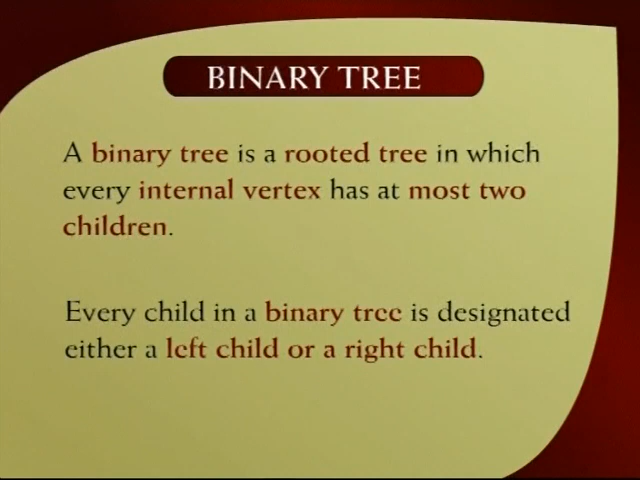 BINARY TREE
A binary tree is a rooted tree in which
every internal vertex has at most two
children.
Every child in a binary tree is designated
either a left child or a right child.